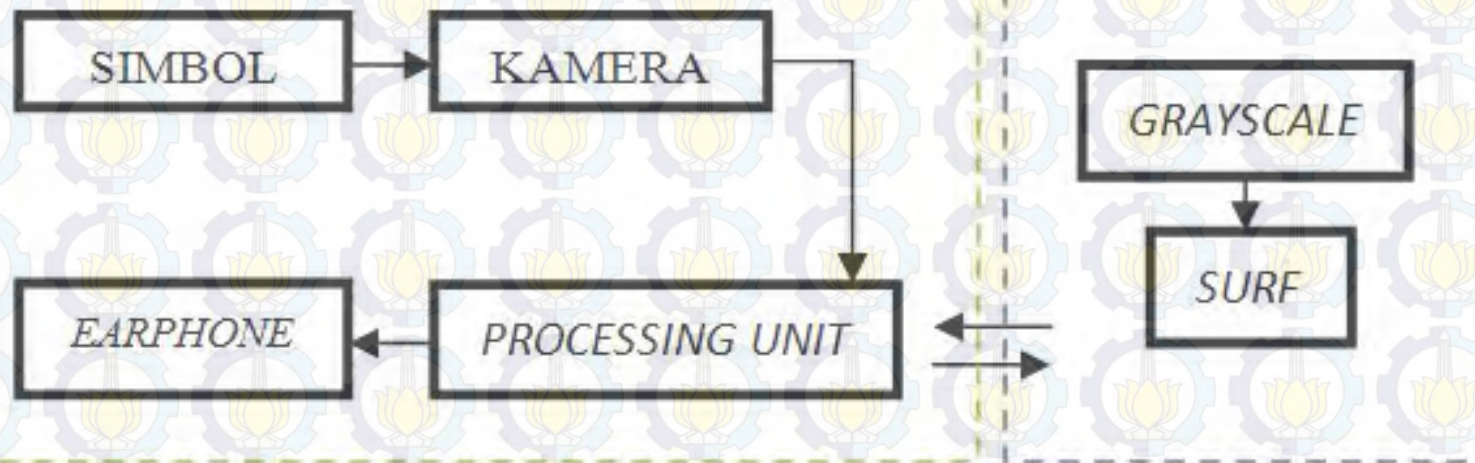 SIMBOL
KAMERA
GRAYSCALE
SURF
EARPHONE
PROCESSING UNIT